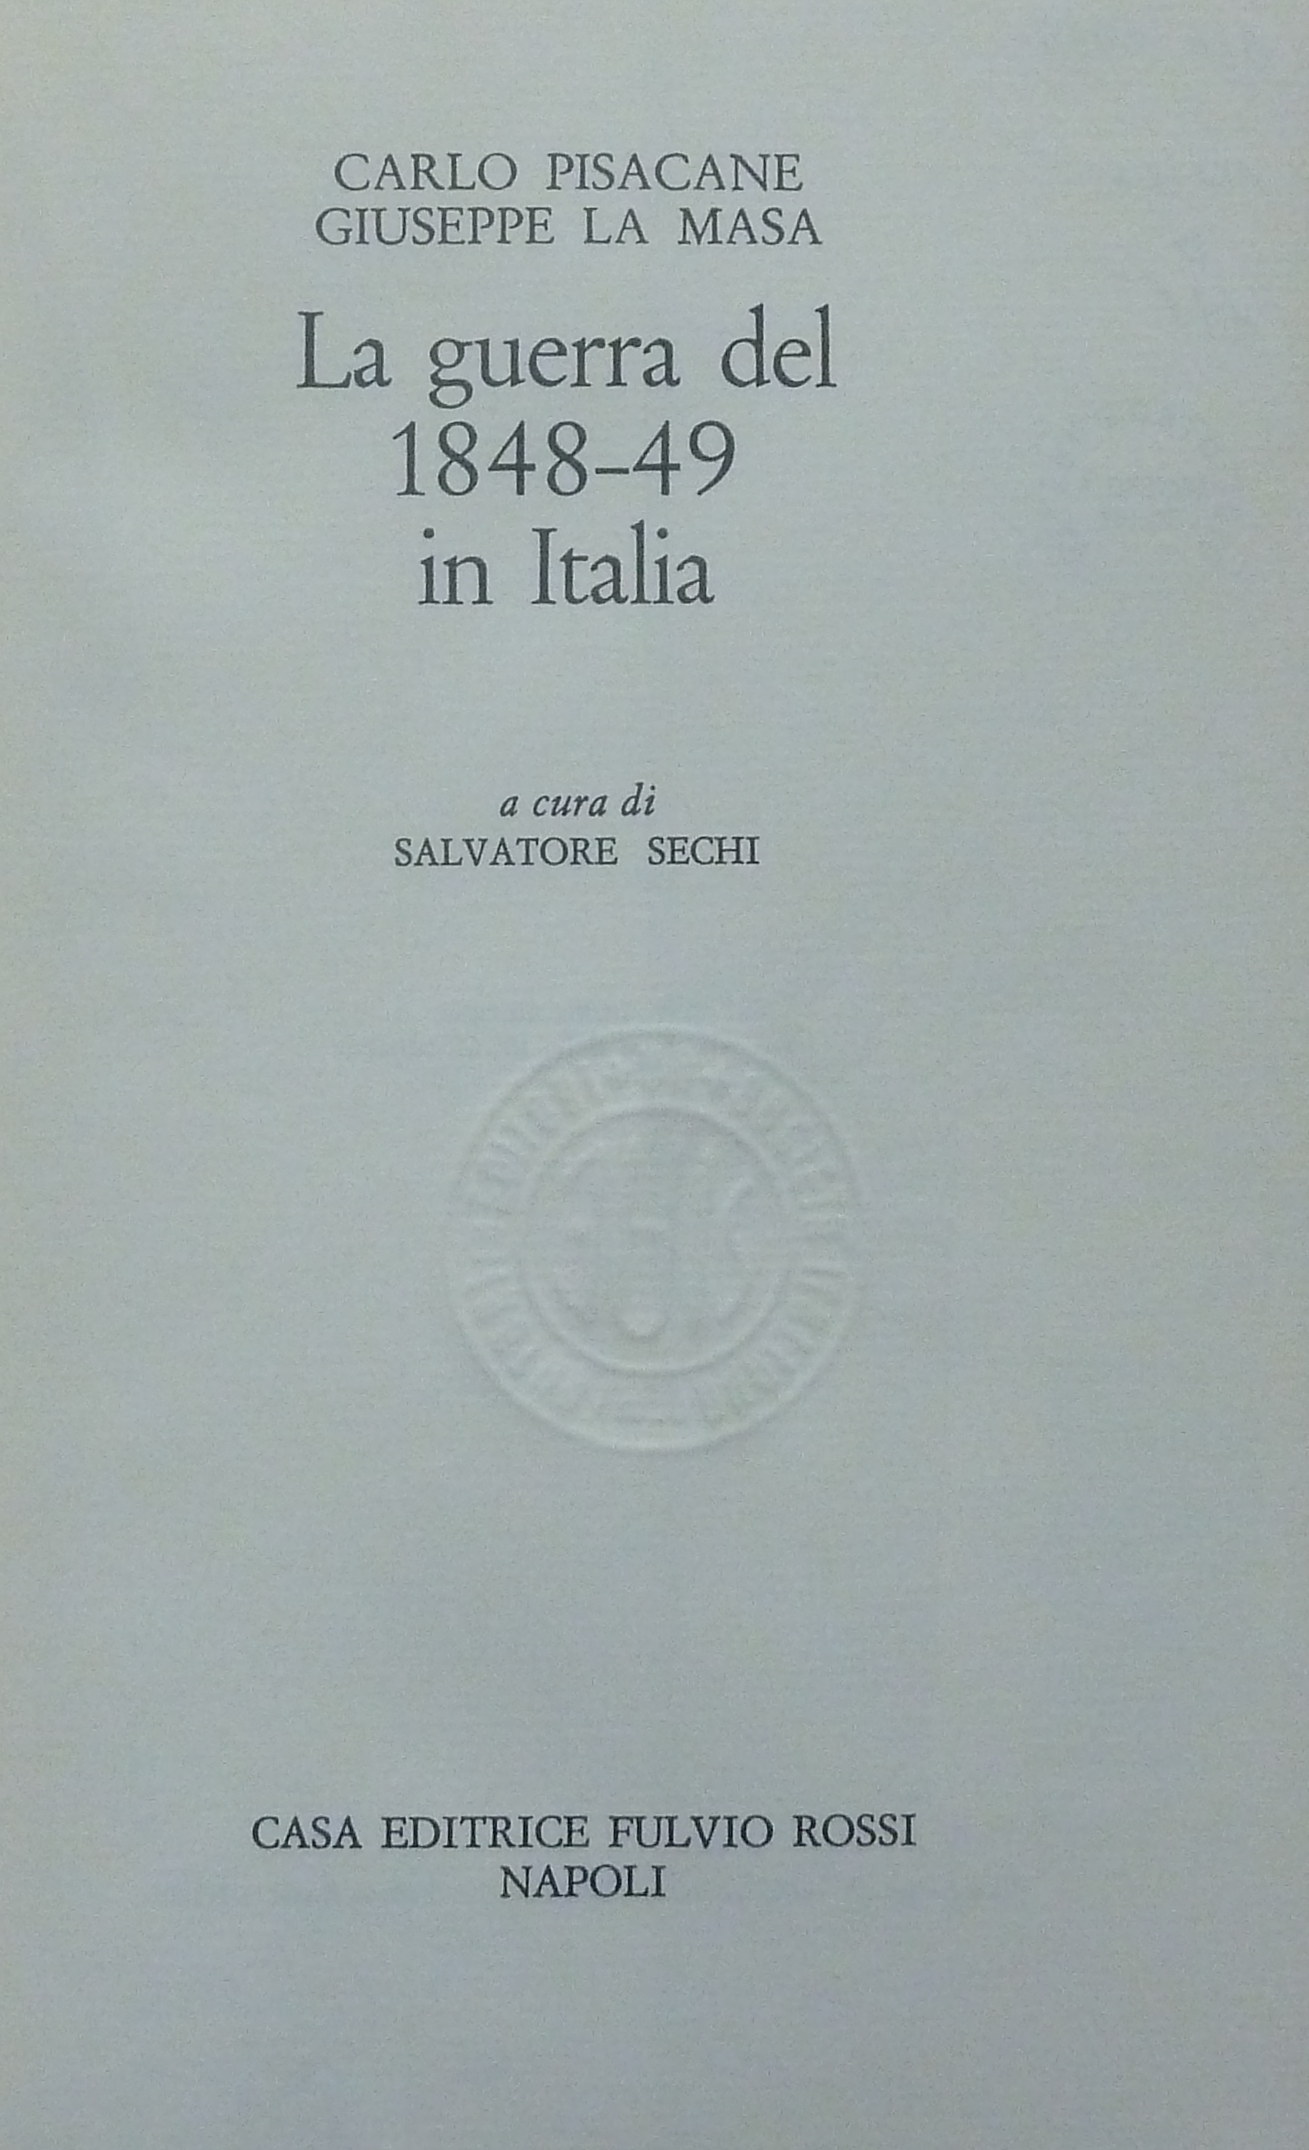 CARLO PISACANE
GIUSEPPE LA MASA
La guerra del
1848-49
in Italia
a cura di
SALVATORE SECHI
CASA EDITRICE FULVIO ROSSI
NAPOLI